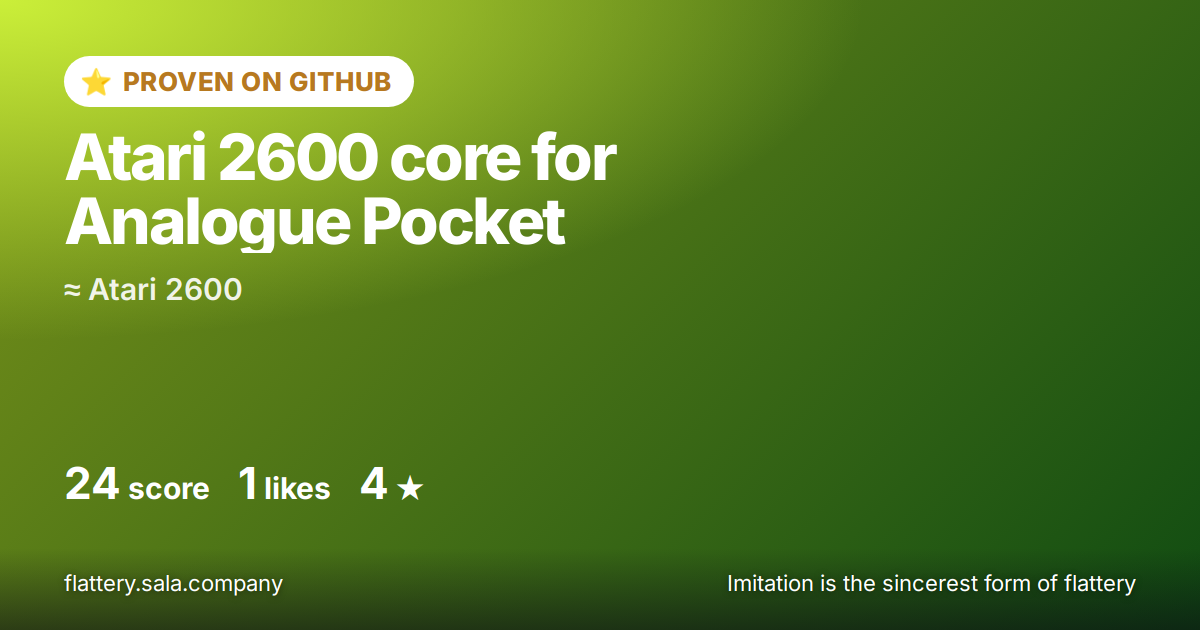 ⭐ PROVEN ON GITHUB
Atari 2600 core for
Analogue Pocket
≈ Atari 2600
24 score 1 likes 4 ★
flattery.sala.company
Imitation is the sincerest form of flattery